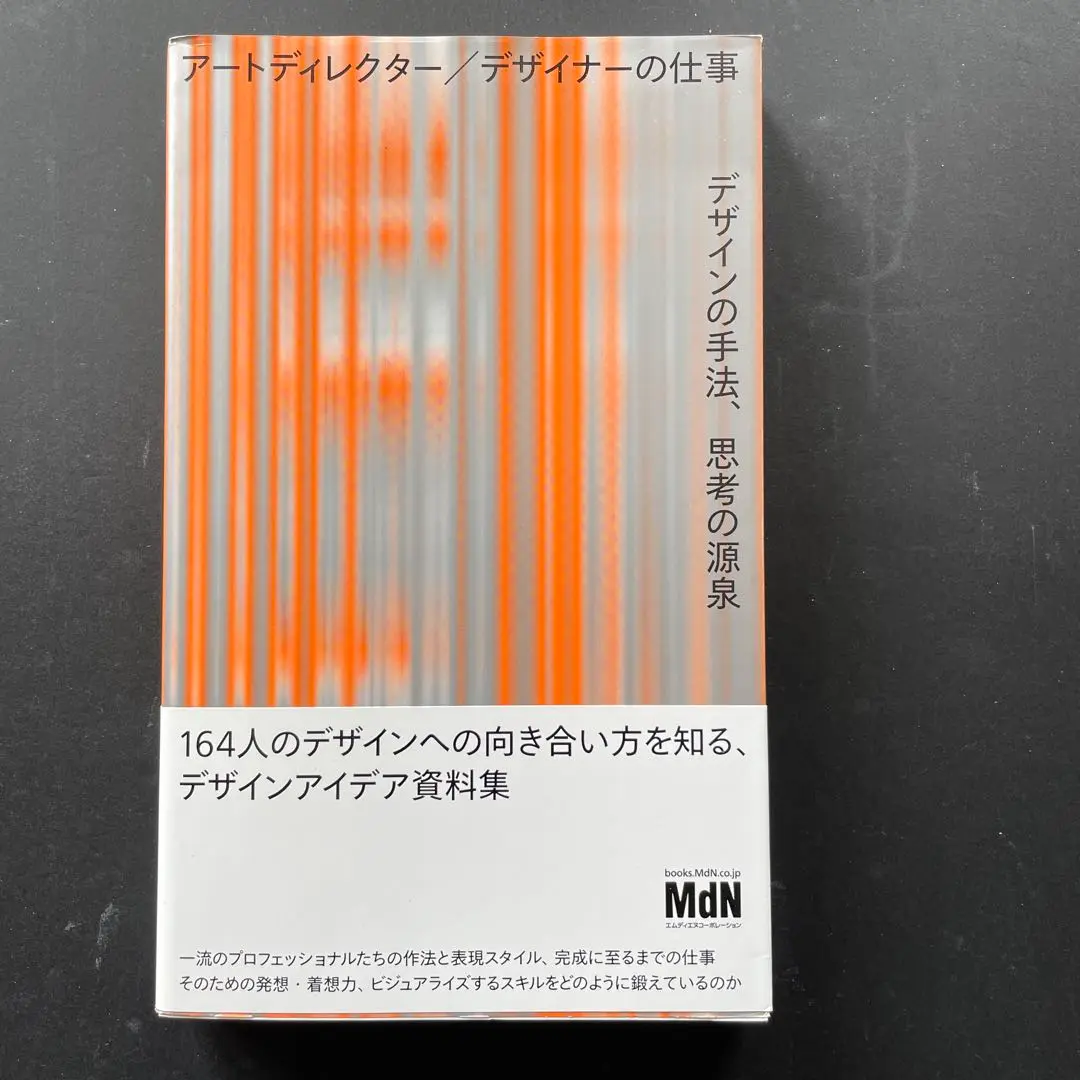 アートディレクター／デザイナーの仕事
デザインの手法、思考の源泉
164人のデザインへの向き合い方を知る、
デザインアイデア資料集
books.MdN.co.jp
MdN
エムディエヌコーポレーション
一流のプロフェッショナルたちの作法と表現スタイル、完成に至るまでの仕事
そのための発想・着想力、ビジュアライズするスキルをどのように鍛えているのか